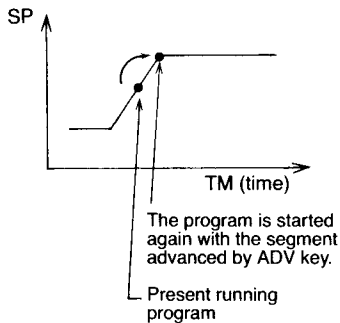 SP
TM (time)
The program is started
again with the segment
advanced by ADV key.
Present running
program